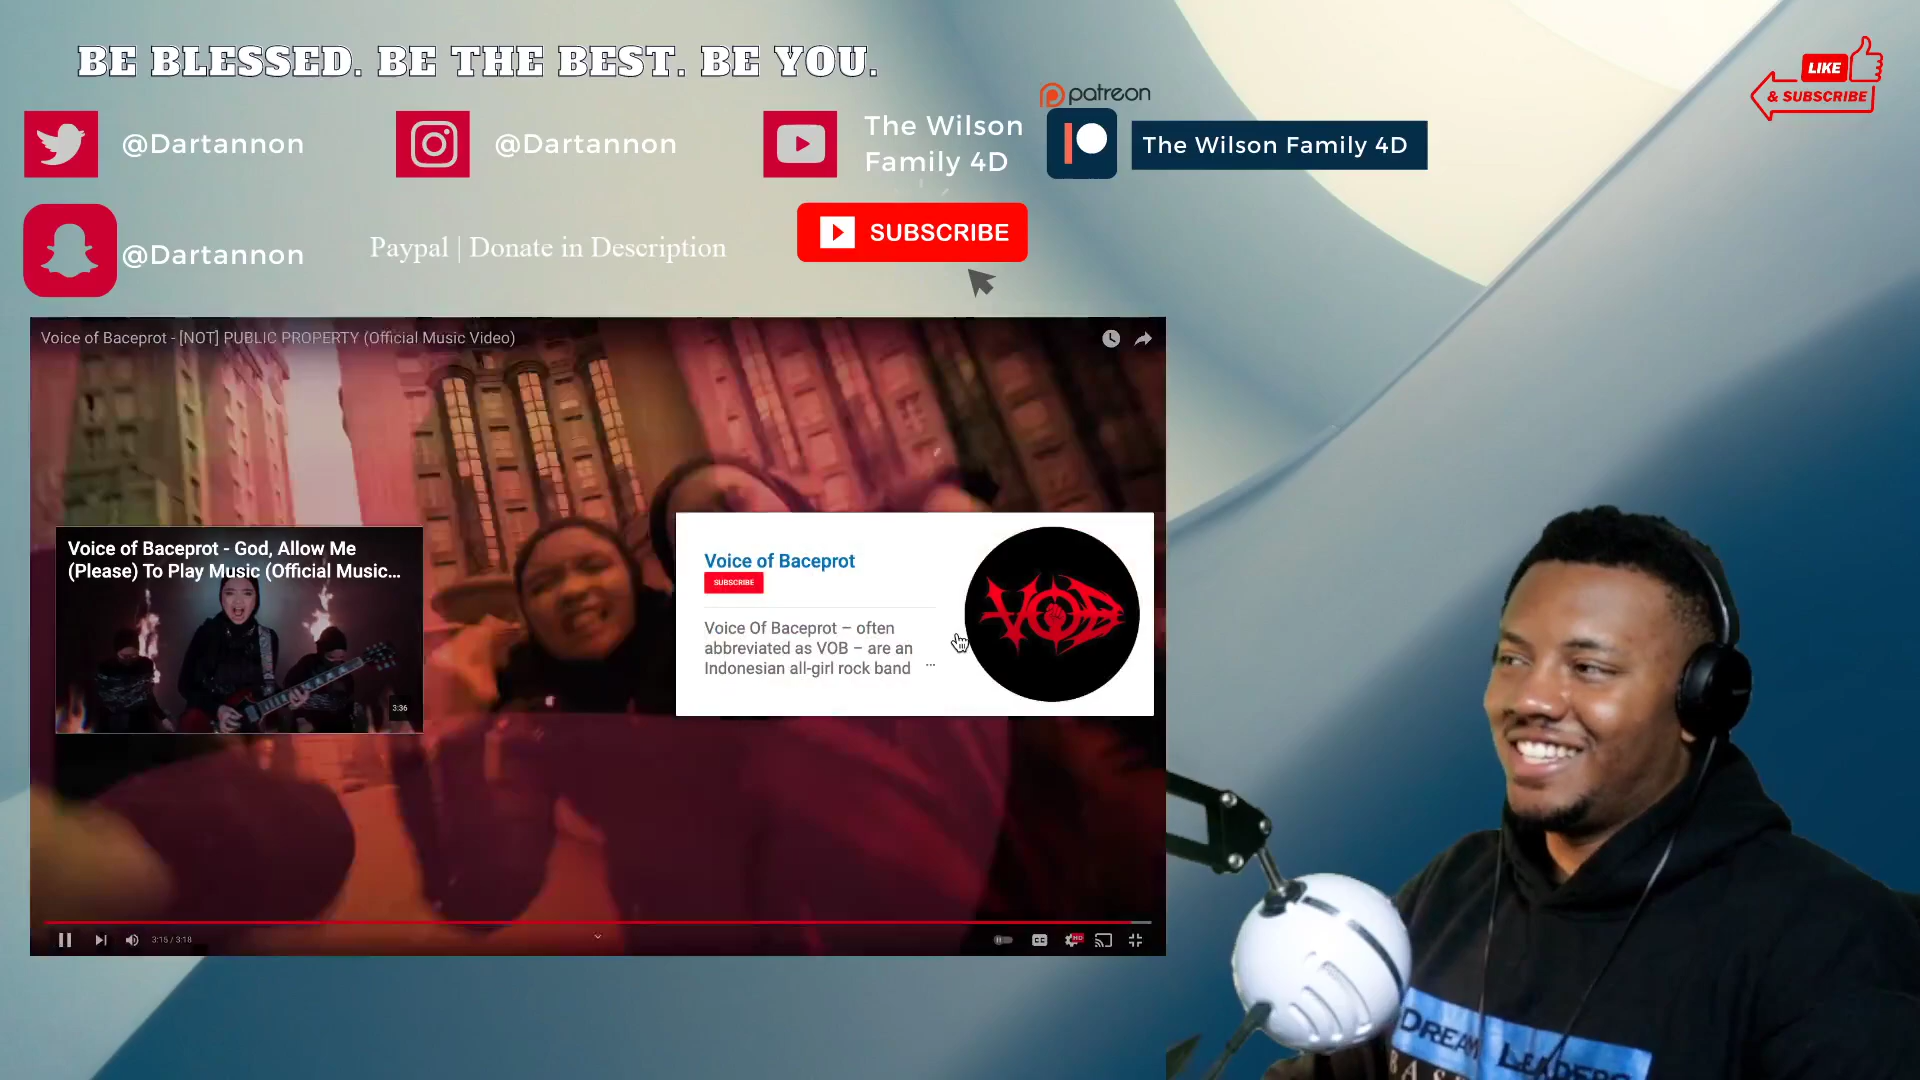 BE BLESSED. BE THE BEST. BE YOU.
LIKE
& SUBSCRIBE
@Dartannon
@Dartannon
The Wilson
Family 4D
patreon
The Wilson Family 4D
@Dartannon
Paypal | Donate in Description
SUBSCRIBE
Voice of Baceprot - [NOT] PUBLIC PROPERTY (Official Music Video)
Voice of Baceprot - God, Allow Me
(Please) To Play Music (Official Music...
3:36
Voice of Baceprot
SUBSCRIBE
Voice Of Baceprot – often
abbreviated as VOB – are an
Indonesian all-girl rock band
...
VOB
3:15 / 3:18
CC
HD
DREAM LEADERS